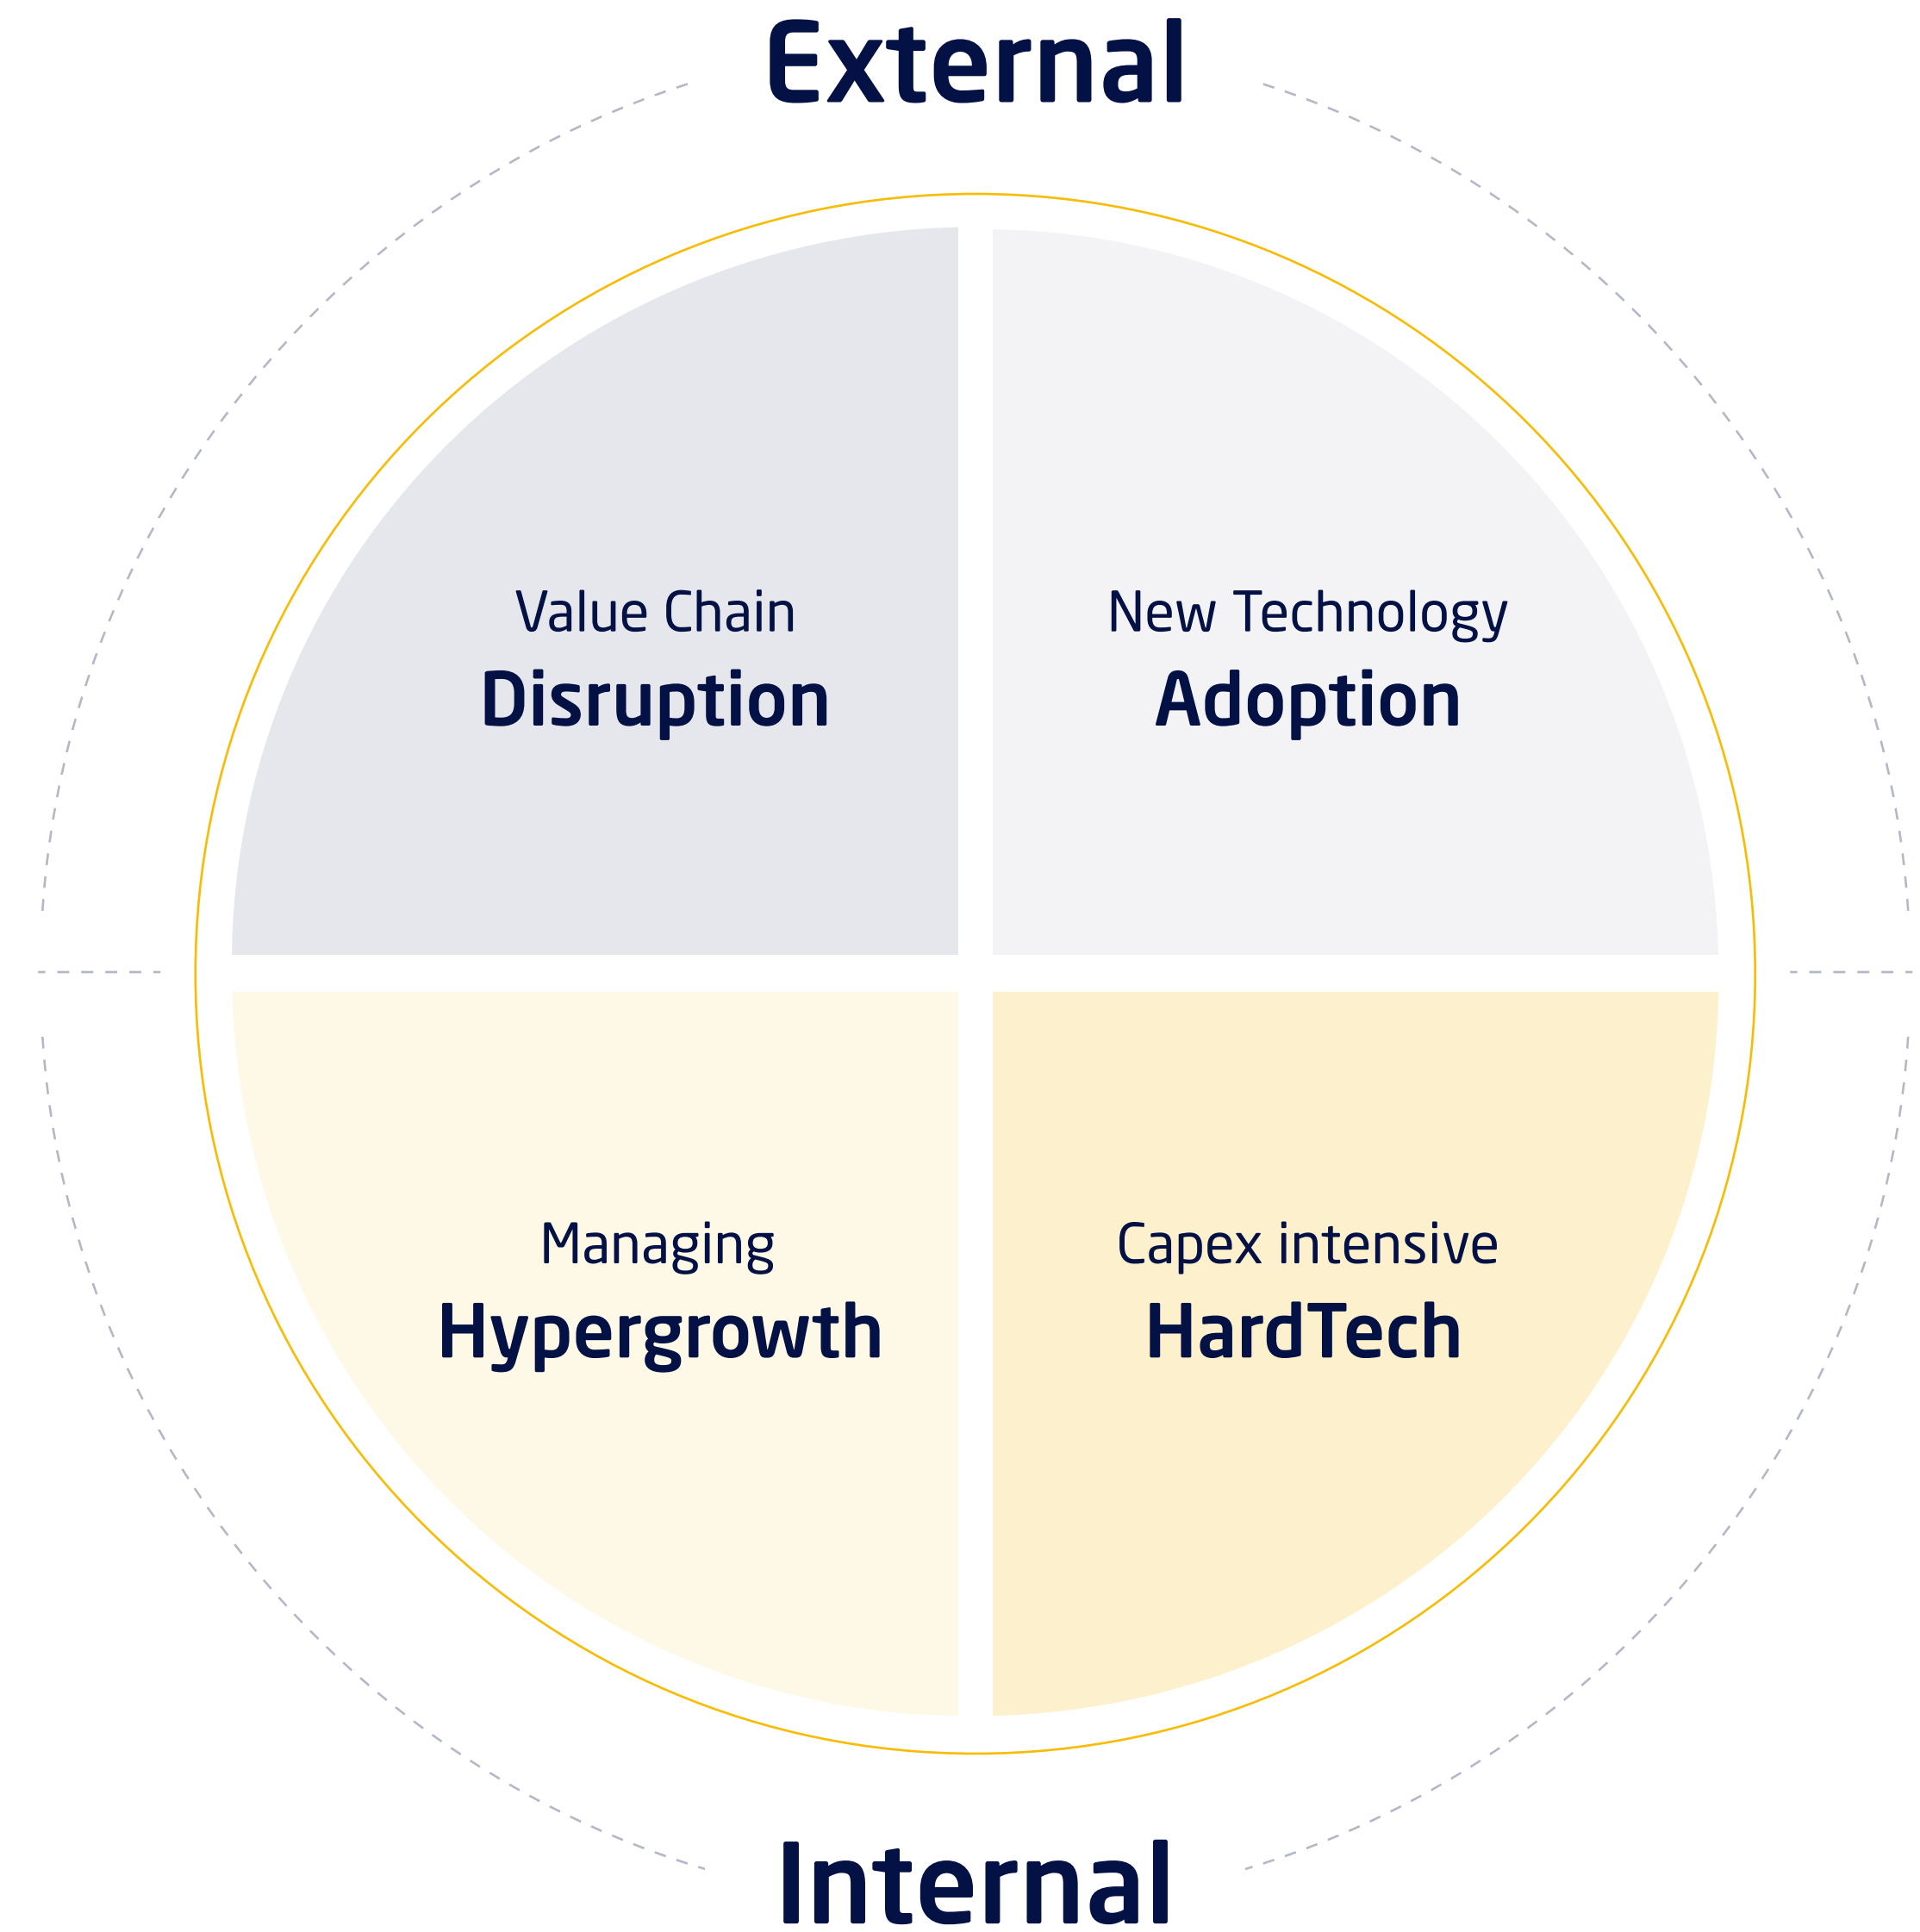 External
Value Chain
Disruption
New Technology
Adoption
Managing
Hypergrowth
Capex intensive
HardTech
Internal